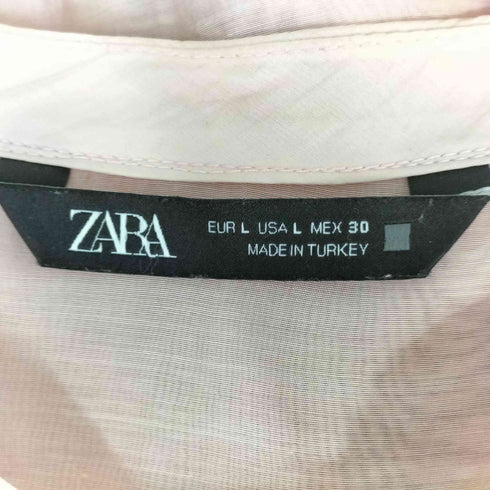 ZARA
EUR L USA L MEX 30
MADE IN TURKEY